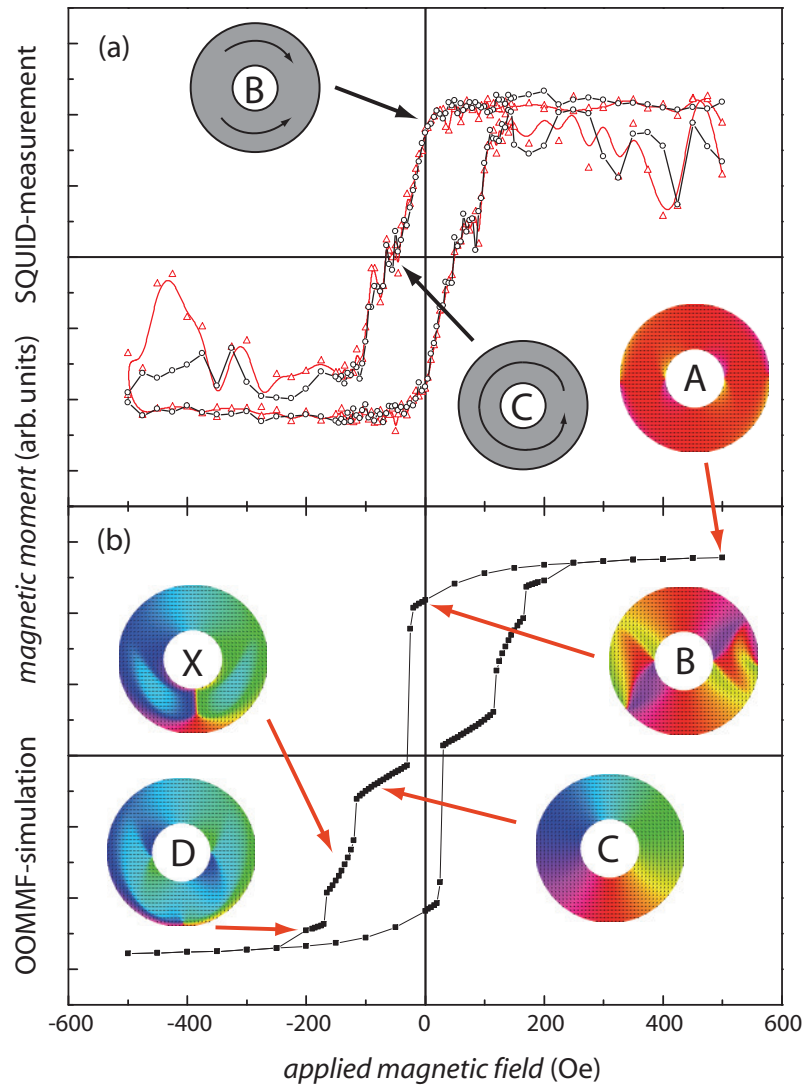 (a)
B
C
A
SQUID-measurement
magnetic moment (arb. units)
OOMMF-simulation
(b)
X
B
D
C
-600
-400
-200
0
200
400
600
applied magnetic field (Oe)